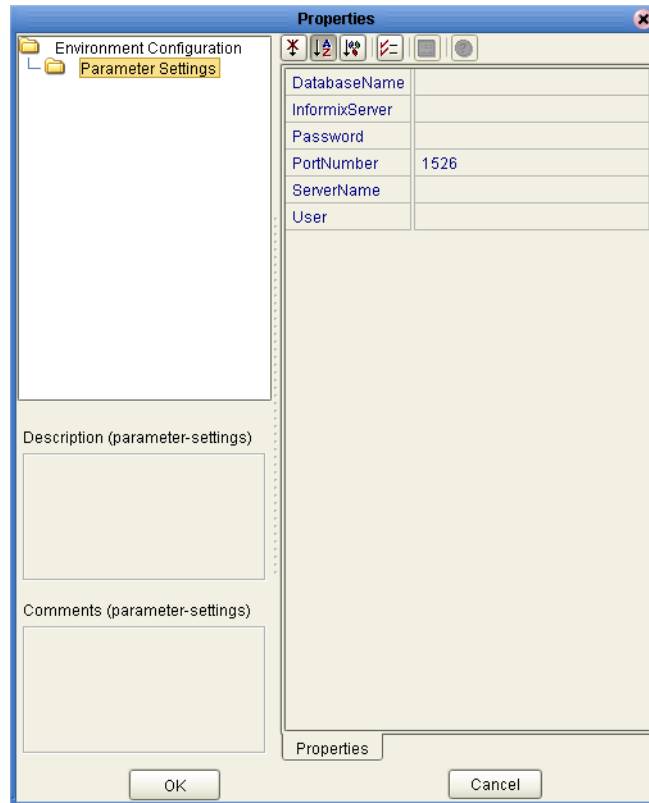 Properties
Environment Configuration
Parameter Settings
DatabaseName
InformixServer
Password
PortNumber 1526
ServerName
User
Description (parameter-settings)
Comments (parameter-settings)
Properties
OK
Cancel